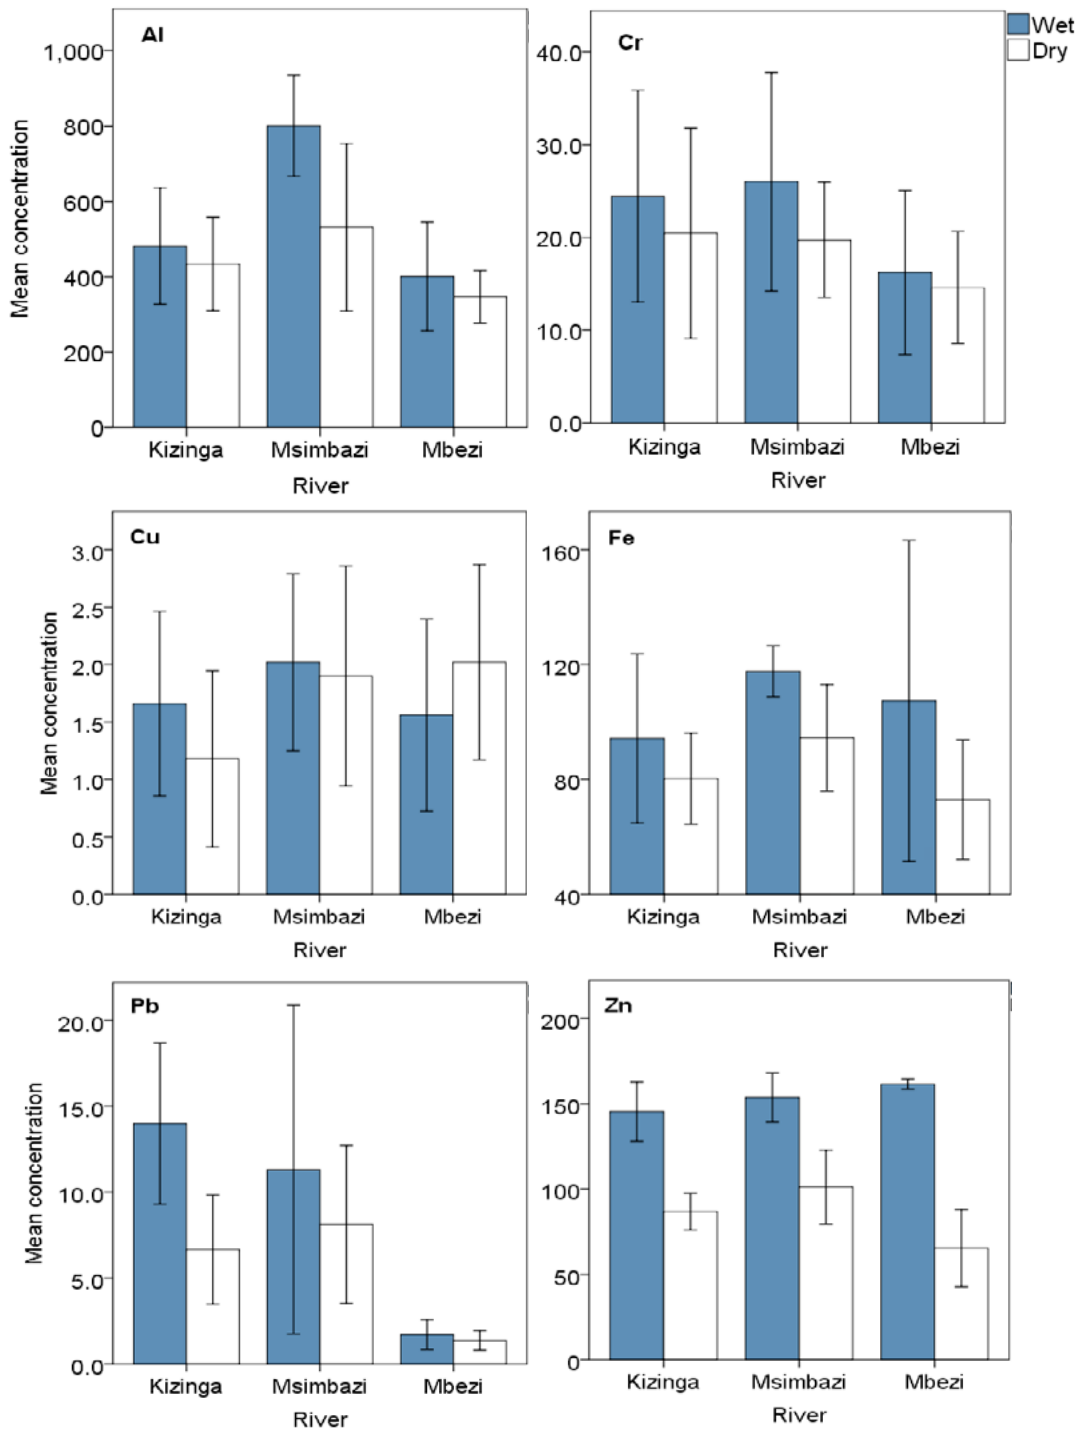 Al
Mean concentration
1,000
800
600
400
200
0
Kizinga Msimbazi Mbezi
River
Cr
Wet
Dry
40.0
30.0
20.0
10.0
0.0
Kizinga Msimbazi Mbezi
River
Cu
Mean concentration
3.0
2.5
2.0
1.5
1.0
0.5
0.0
Kizinga Msimbazi Mbezi
River
Fe
160
120
80
40
Kizinga Msimbazi Mbezi
River
Pb
Mean concentration
20.0
15.0
10.0
5.0
0.0
Kizinga Msimbazi Mbezi
River
Zn
200
150
100
50
0
Kizinga Msimbazi Mbezi
River